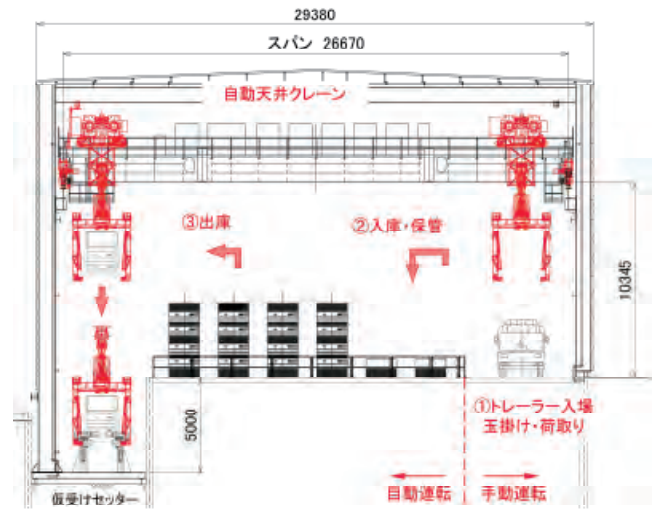 29380
スパン 26670
自動天井クレーン
③出庫
②入庫・保管
10345
5000
①トレーラー入場
玉掛け・荷取り
仮受けセッター
自動運転
手動運転